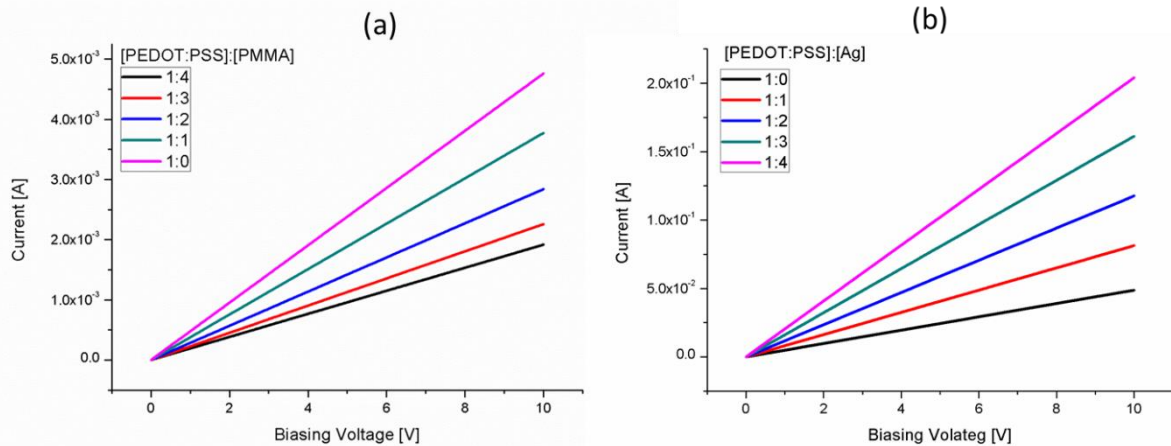 (a)
[PEDOT:PSS]:[PMMA]
1:4
1:3
1:2
1:1
1:0
5.0x10⁻³
4.0x10⁻³
3.0x10⁻³
2.0x10⁻³
1.0x10⁻³
0.0
Current [A]
0 2 4 6 8 10
Biasing Voltage [V]
(b)
[PEDOT:PSS]:[Ag]
1:0
1:1
1:2
1:3
1:4
2.0x10⁻¹
1.5x10⁻¹
1.0x10⁻¹
5.0x10⁻²
0.0
Current [A]
0 2 4 6 8 10
Biasing Volateg [V]